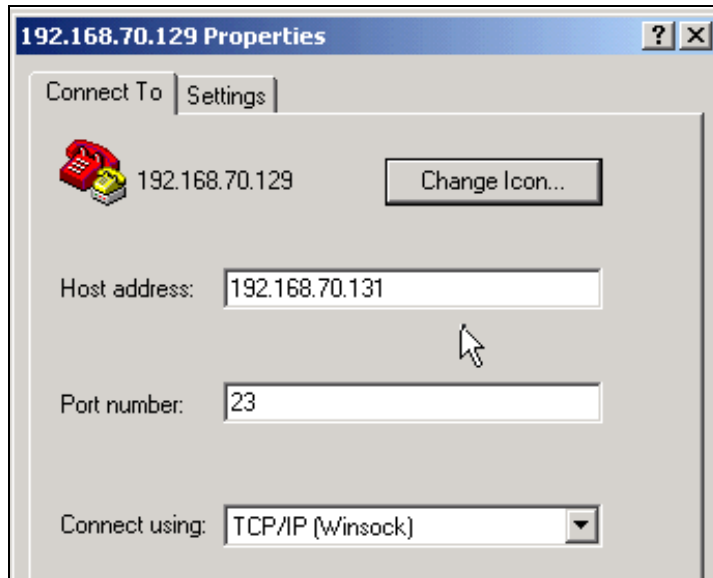 192.168.70.129 Properties
Connect To Settings
192.168.70.129 Change Icon...
Host address: 192.168.70.131
Port number: 23
Connect using: TCP/IP (Winsock)